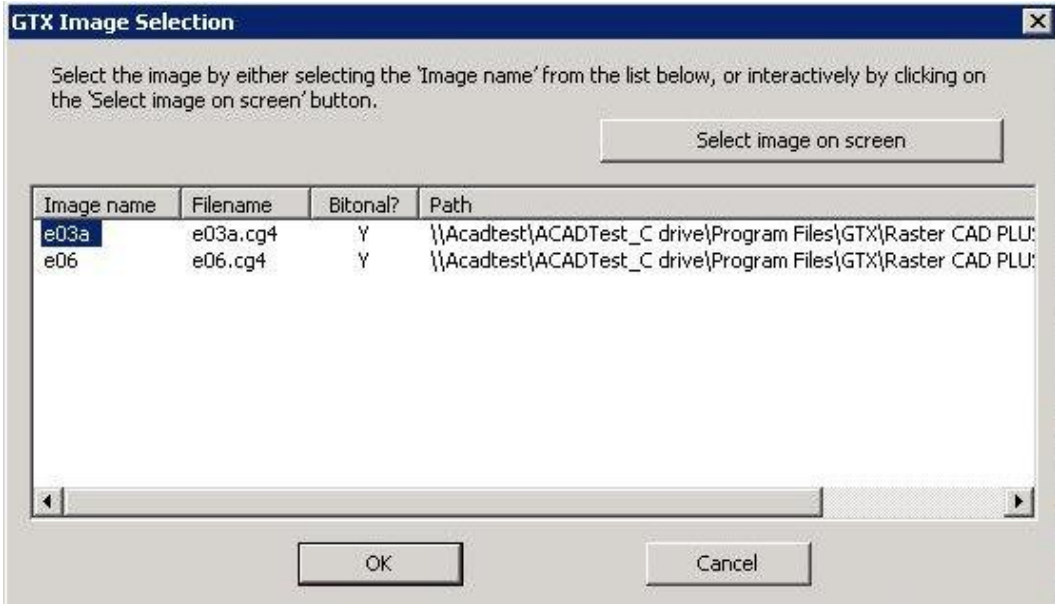 GTX Image Selection
Select the image by either selecting the 'Image name' from the list below, or interactively by clicking on
the 'Select image on screen' button.
Select image on screen
Image name Filename Bitonal? Path
e03a e03a.cg4 Y \\Acadtest\ACADTest_C drive\Program Files\GTX\Raster CAD PLU
e06 e06.cg4 Y \\Acadtest\ACADTest_C drive\Program Files\GTX\Raster CAD PLU
OK Cancel